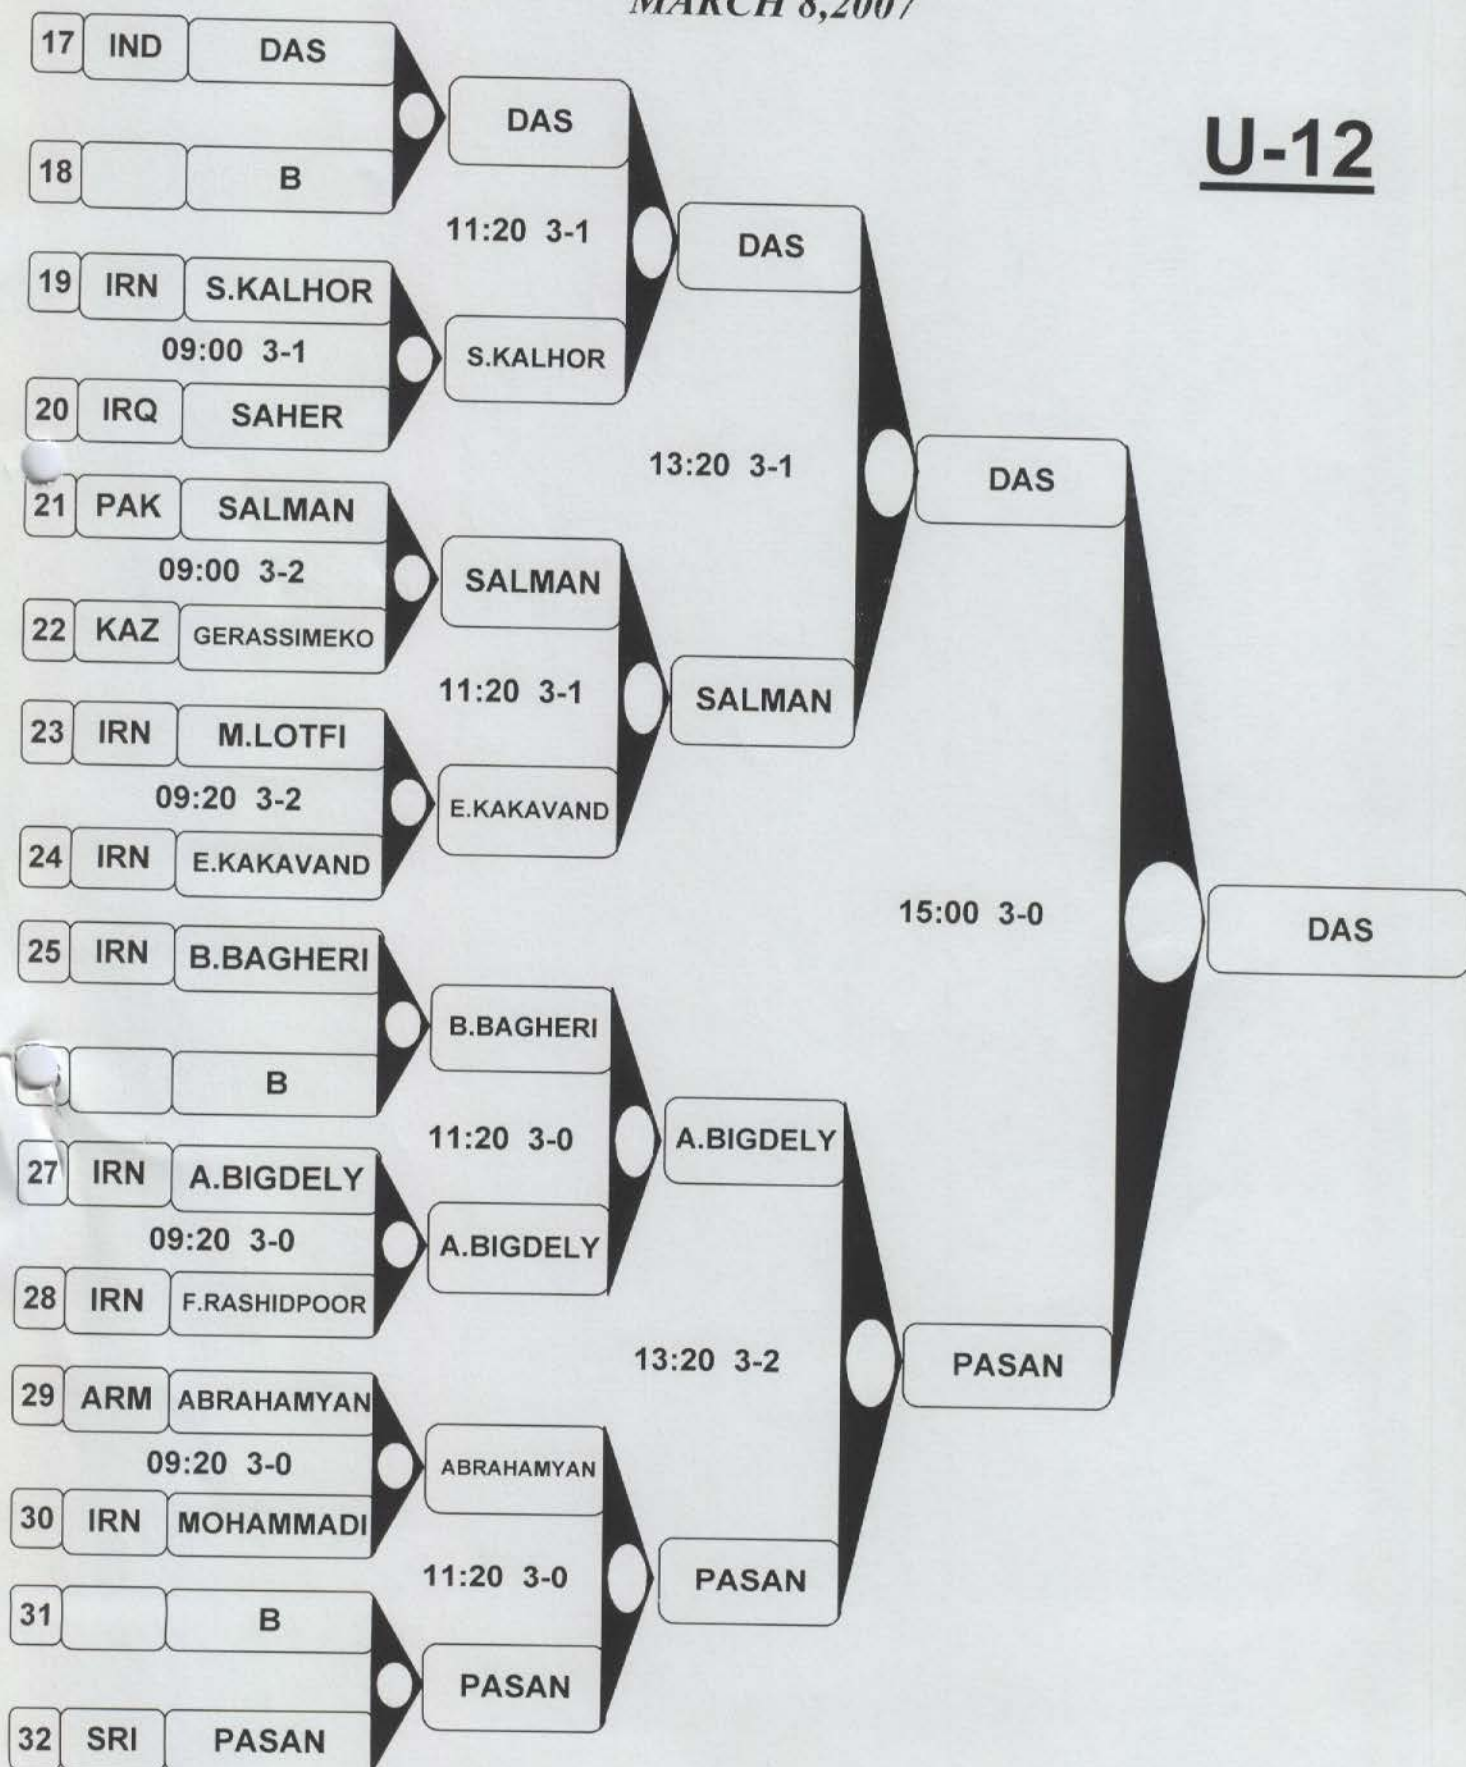 MARCH 8,2007
U-12
17 IND DAS
DAS
18 B
11:20 3-1
DAS
19 IRN S.KALHOR
09:00 3-1
S.KALHOR
20 IRQ SAHER
13:20 3-1
DAS
21 PAK SALMAN
09:00 3-2
SALMAN
22 KAZ GERASSIMEKO
11:20 3-1
SALMAN
23 IRN M.LOTFI
09:20 3-2
E.KAKAVAND
24 IRN E.KAKAVAND
15:00 3-0
DAS
25 IRN B.BAGHERI
B.BAGHERI
B
11:20 3-0
A.BIGDELY
27 IRN A.BIGDELY
09:20 3-0
A.BIGDELY
28 IRN F.RASHIDPOOR
13:20 3-2
PASAN
29 ARM ABRAHAMYAN
09:20 3-0
ABRAHAMYAN
30 IRN MOHAMMADI
11:20 3-0
PASAN
31 B
PASAN
32 SRI PASAN